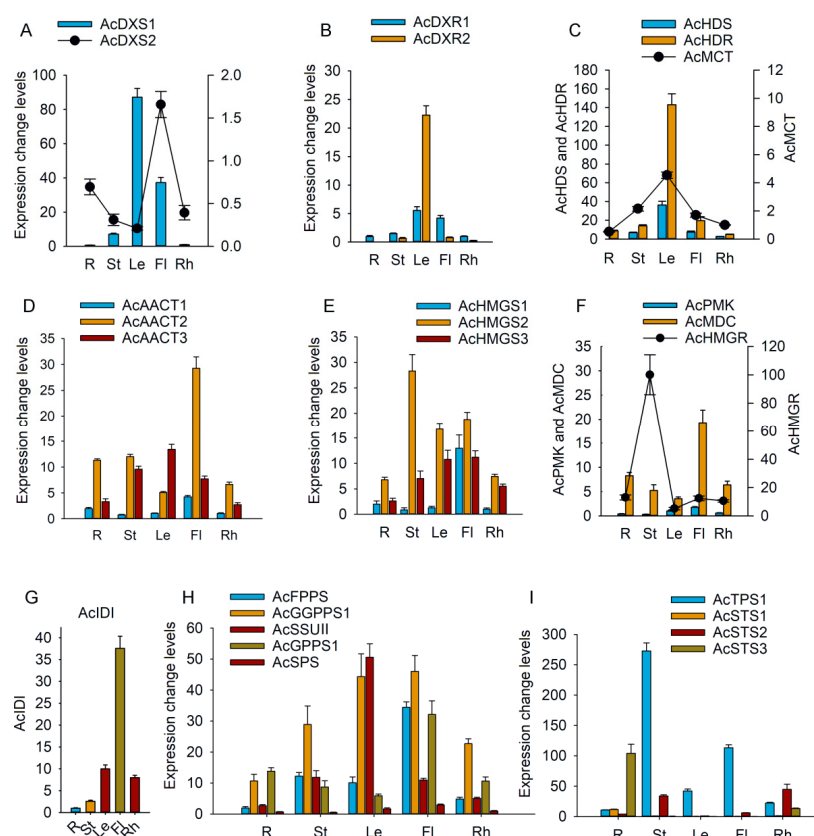 A
AcDXS1
AcDXS2
Expression change levels
100
80
60
40
20
0
2.0
1.5
1.0
0.5
0.0
R St Le Fl Rh
B
AcDXR1
AcDXR2
Expression change levels
30
25
20
15
10
5
0
R St Le Fl Rh
C
AcHDS
AcHDR
AcMCT
AcHDS and AcHDR
180
160
140
120
100
80
60
40
20
0
12
10
8
6
4
2
0
AcMCT
R St Le Fl Rh
D
AcAACT1
AcAACT2
AcAACT3
Expression change levels
35
30
25
20
15
10
5
0
R St Le Fl Rh
E
AcHMGS1
AcHMGS2
AcHMGS3
Expression change levels
35
30
25
20
15
10
5
0
R St Le Fl Rh
F
AcPMK
AcMDC
AcHMGR
AcPMK and AcMDC
35
30
25
20
15
10
5
0
120
100
80
60
40
20
0
AcHMGR
R St Le Fl Rh
G
AcIDI
AcIDI
40
35
30
25
20
15
10
5
0
R St Le Fl Rh
H
AcFPPS
AcGGPPS1
AcSSUII
AcGPPS1
AcSPS
Expression change levels
60
50
40
30
20
10
0
R St Le Fl Rh
I
AcTPS1
AcSTS1
AcSTS2
AcSTS3
Expression change levels
300
250
200
150
100
50
0
R St Le Fl Rh